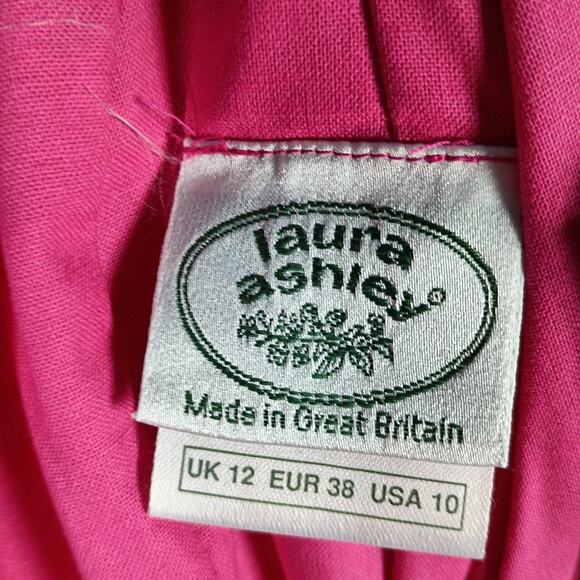 laura
ashley®
Made in Great Britain
UK 12 EUR 38 USA 10